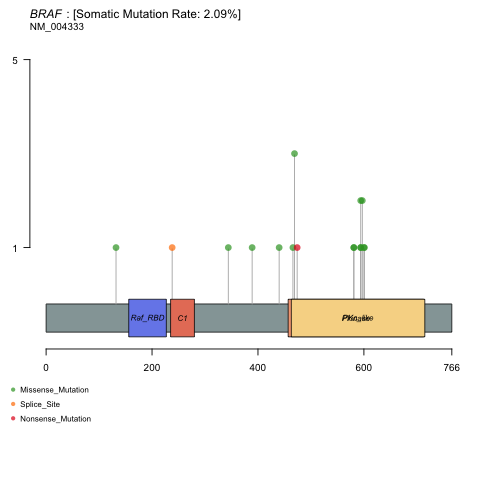 BRAF : [Somatic Mutation Rate: 2.09%]
NM_004333
5
1
Raf_RBD
C1
0
200
400
600
766
Missense_Mutation
Splice_Site
Nonsense_Mutation